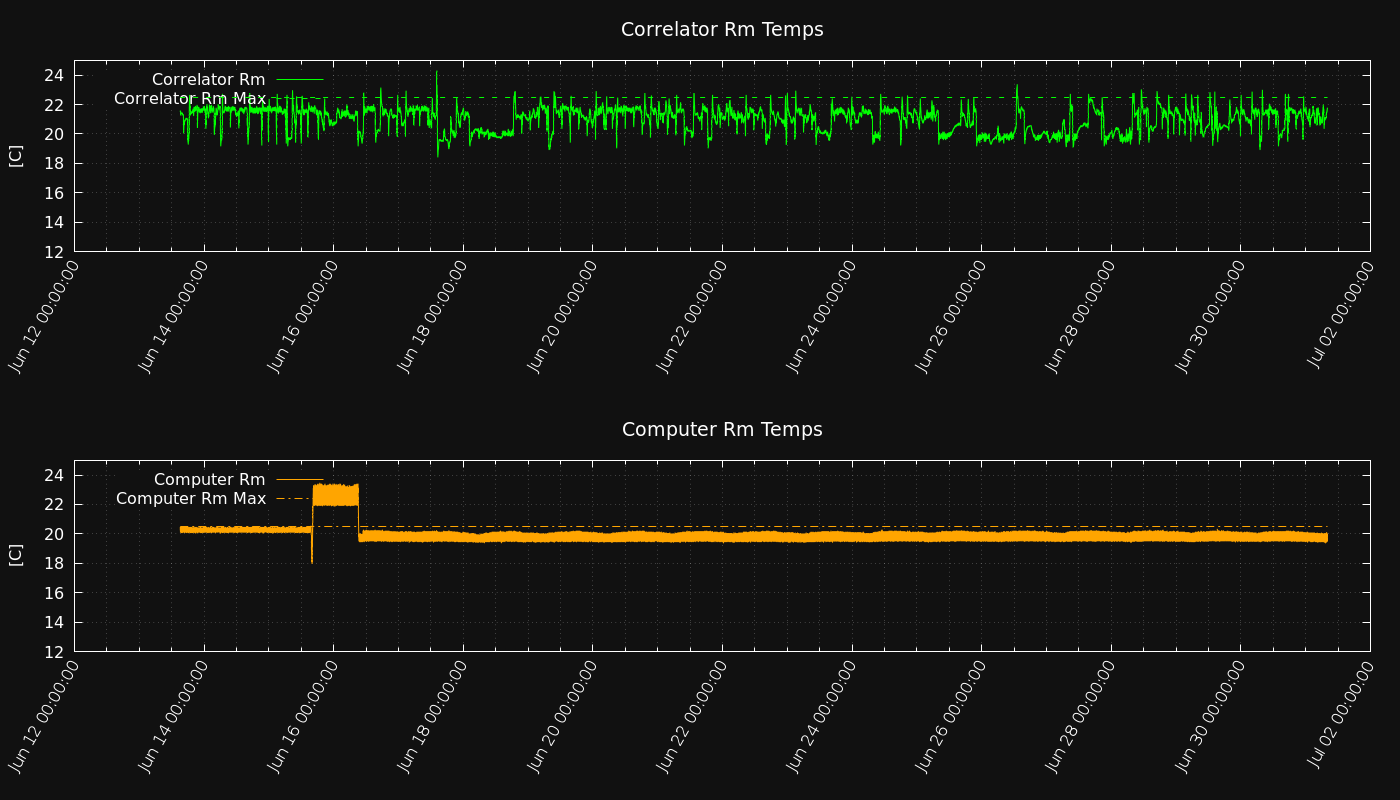 Correlator Rm Temps
Correlator Rm
Correlator Rm Max
[C]
24
22
20
18
16
14
12
Jun 12 00:00:00
Jun 14 00:00:00
Jun 16 00:00:00
Jun 18 00:00:00
Jun 20 00:00:00
Jun 22 00:00:00
Jun 24 00:00:00
Jun 26 00:00:00
Jun 28 00:00:00
Jun 30 00:00:00
Jul 02 00:00:00
Computer Rm Temps
Computer Rm
Computer Rm Max
[C]
24
22
20
18
16
14
12
Jun 12 00:00:00
Jun 14 00:00:00
Jun 16 00:00:00
Jun 18 00:00:00
Jun 20 00:00:00
Jun 22 00:00:00
Jun 24 00:00:00
Jun 26 00:00:00
Jun 28 00:00:00
Jun 30 00:00:00
Jul 02 00:00:00